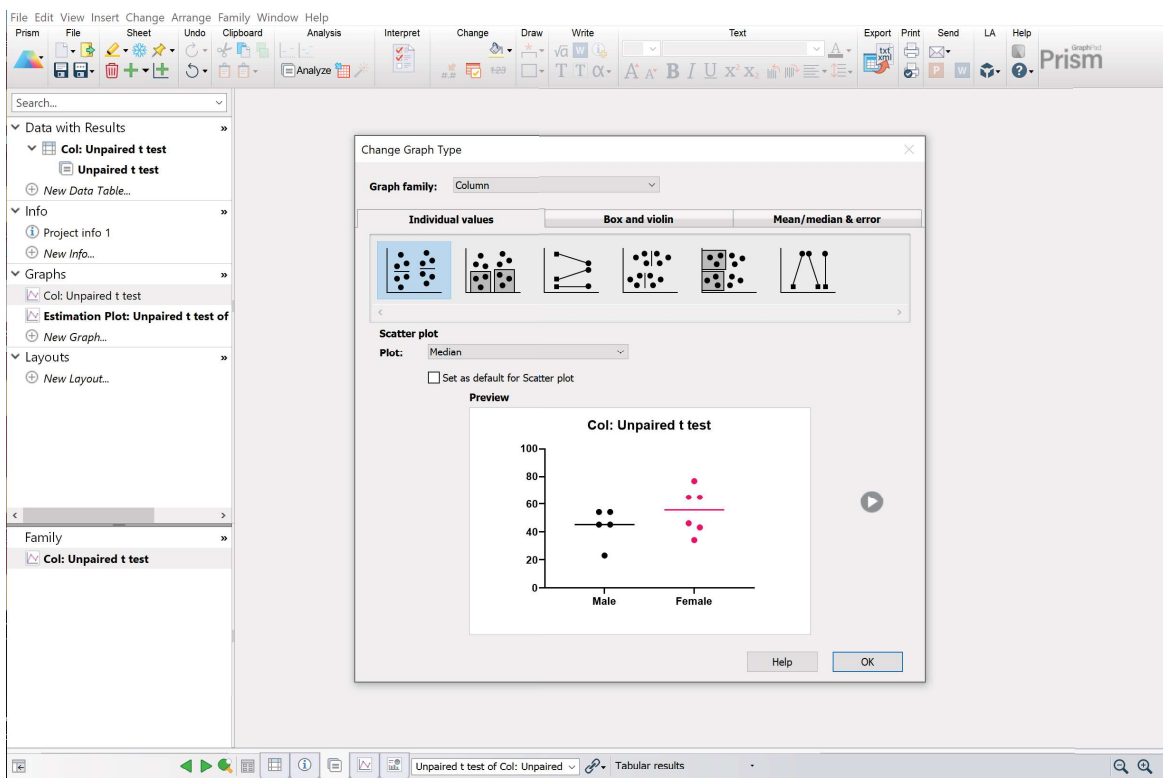 File Edit View Insert Change Arrange Family Window Help
Prism File Sheet Undo Clipboard Analysis Interpret Change Draw Write Text Export Print Send LA Help
Analyze
GraphPad
Prism
Search...
Data with Results »
Col: Unpaired t test
Unpaired t test
New Data Table...
Info »
Project info 1
New Info...
Graphs »
Col: Unpaired t test
Estimation Plot: Unpaired t test of
New Graph...
Layouts »
New Layout...
Family »
Col: Unpaired t test
Change Graph Type
Graph family: Column
Individual values Box and violin Mean/median & error
Scatter plot
Plot: Median
Set as default for Scatter plot
Preview
Col: Unpaired t test
100
80
60
40
20
0
Male Female
Help OK
Unpaired t test of Col: Unpaired Tabular results -